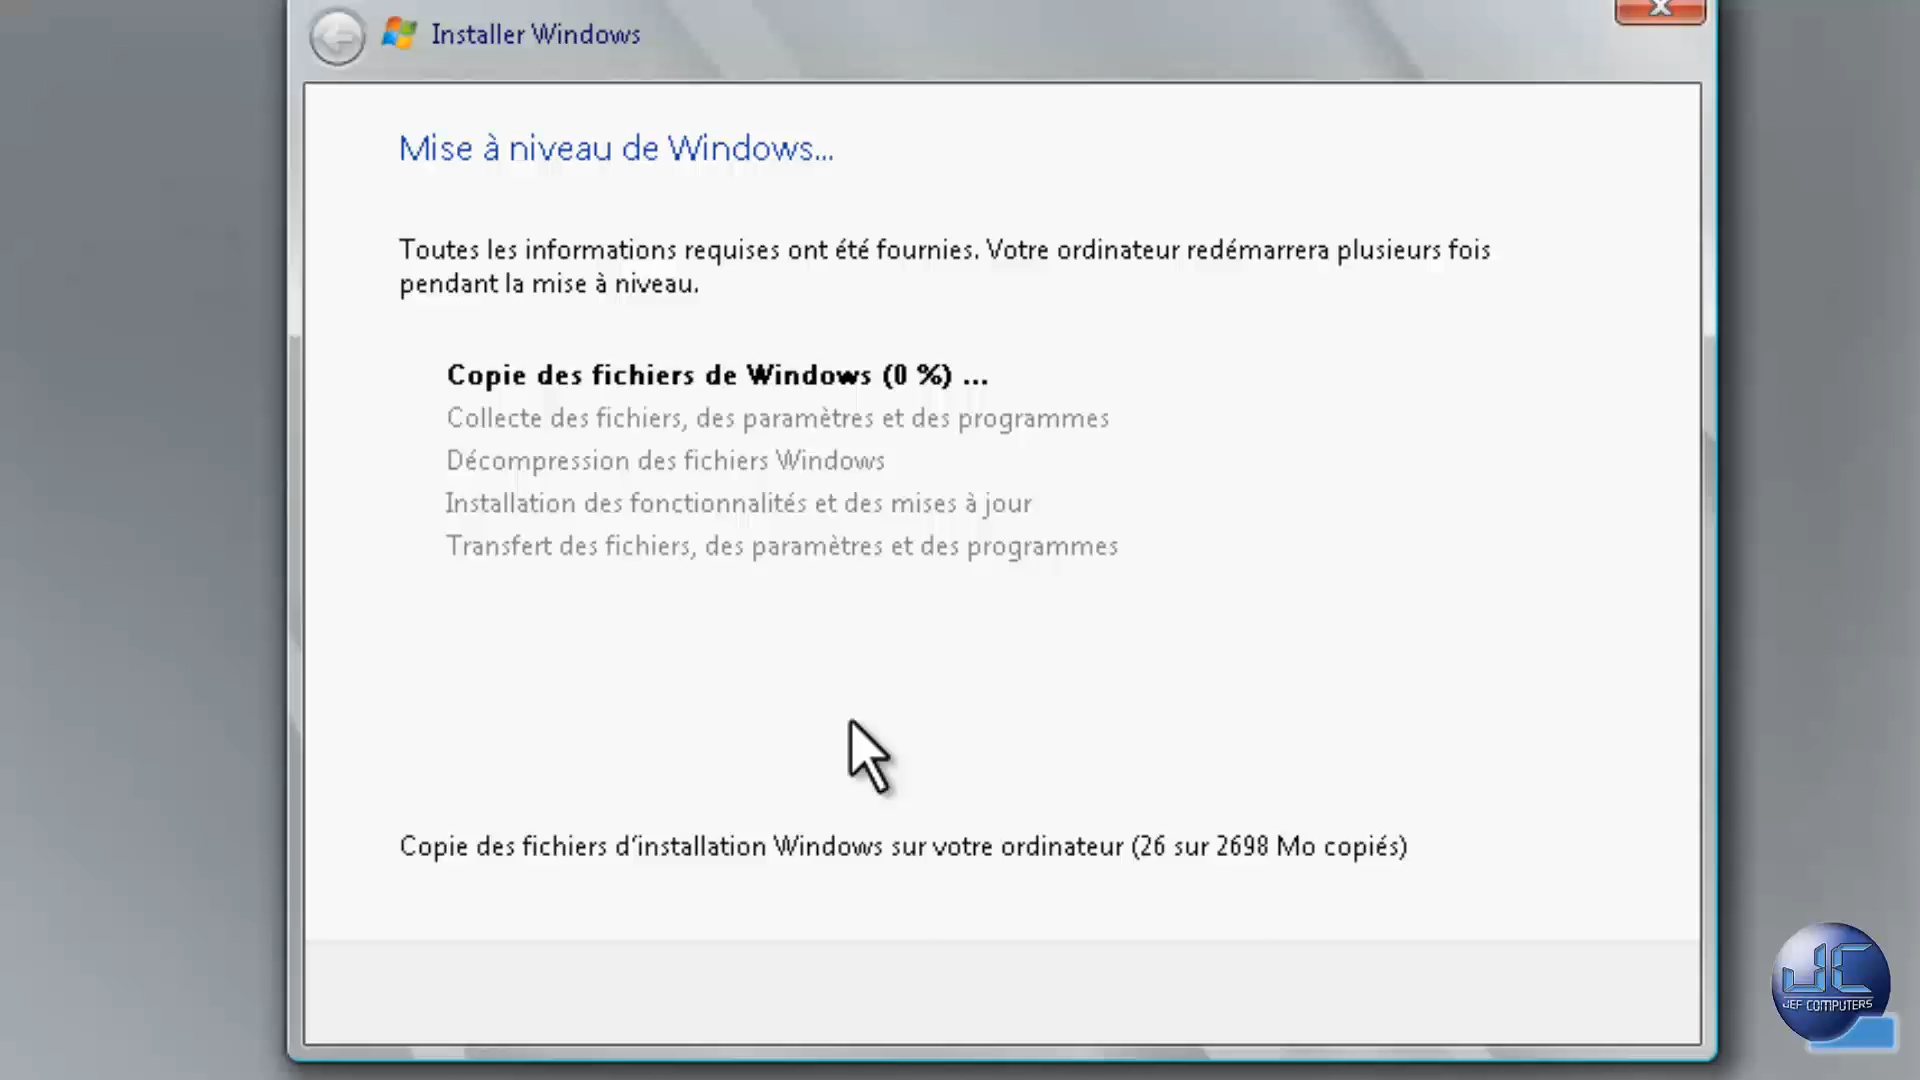 Installer Windows
Mise à niveau de Windows...
Toutes les informations requises ont été fournies. Votre ordinateur redémarrera plusieurs fois
pendant la mise à niveau.
Copie des fichiers de Windows (0 %) ...
Collecte des fichiers, des paramètres et des programmes
Décompression des fichiers Windows
Installation des fonctionnalités et des mises à jour
Transfert des fichiers, des paramètres et des programmes
Copie des fichiers d'installation Windows sur votre ordinateur (26 sur 2698 Mo copiés)
JC
JEF COMPUTERS